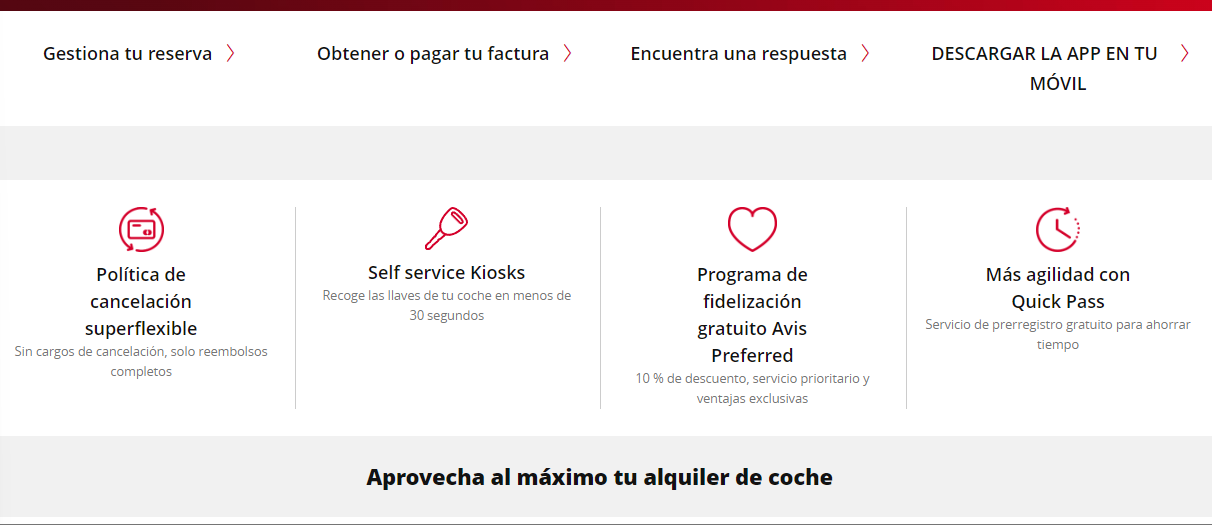 Gestiona tu reserva
Obtener o pagar tu factura
Encuentra una respuesta
DESCARGAR LA APP EN TU
MÓVIL
Política de
cancelación
superflexible
Sin cargos de cancelación, solo reembolsos
completos
Self service Kiosks
Recoge las llaves de tu coche en menos de
30 segundos
Programa de
fidelización
gratuito Avis
Preferred
10 % de descuento, servicio prioritario y
ventajas exclusivas
Más agilidad con
Quick Pass
Servicio de prerregistro gratuito para ahorrar
tiempo
Aprovecha al máximo tu alquiler de coche